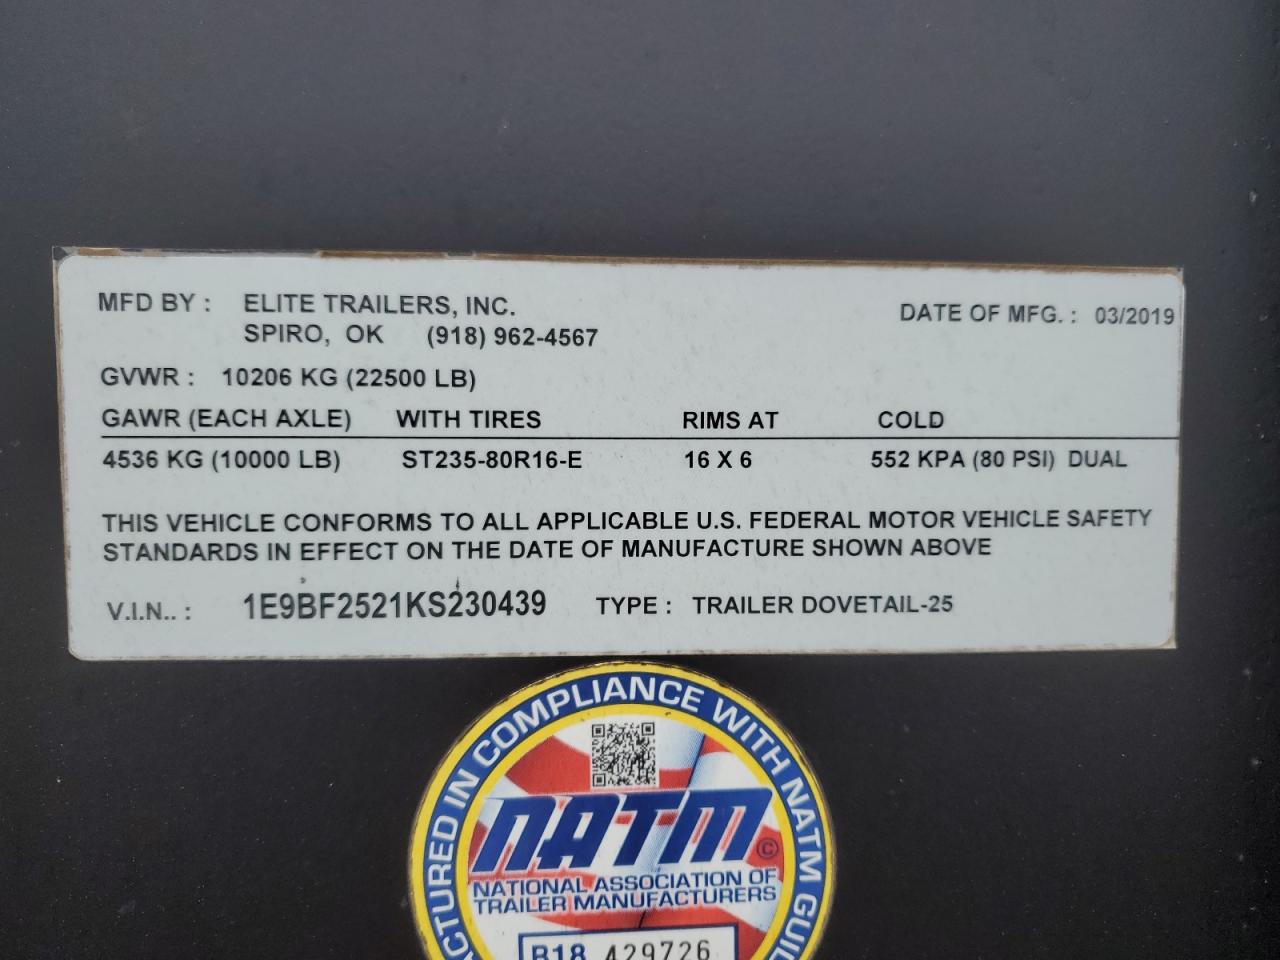 MFD BY : ELITE TRAILERS, INC. DATE OF MFG. : 03/2019
SPIRO, OK (918) 962-4567
GVWR : 10206 KG (22500 LB)
GAWR (EACH AXLE) WITH TIRES RIMS AT COLD
4536 KG (10000 LB) ST235-80R16-E 16 X 6 552 KPA (80 PSI) DUAL
THIS VEHICLE CONFORMS TO ALL APPLICABLE U.S. FEDERAL MOTOR VEHICLE SAFETY
STANDARDS IN EFFECT ON THE DATE OF MANUFACTURE SHOWN ABOVE
V.I.N.. : 1E9BF2521KS230439 TYPE : TRAILER DOVETAIL-25
IN COMPLIANCE WITH NATM
NATM ©
NATIONAL ASSOCIATION OF
TRAILER MANUFACTURERS
B18 429726